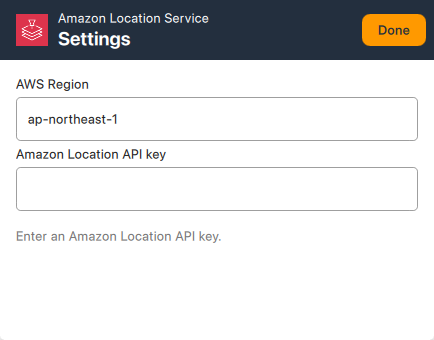 Amazon Location Service
Settings
Done
AWS Region
ap-northeast-1
Amazon Location API key
Enter an Amazon Location API key.